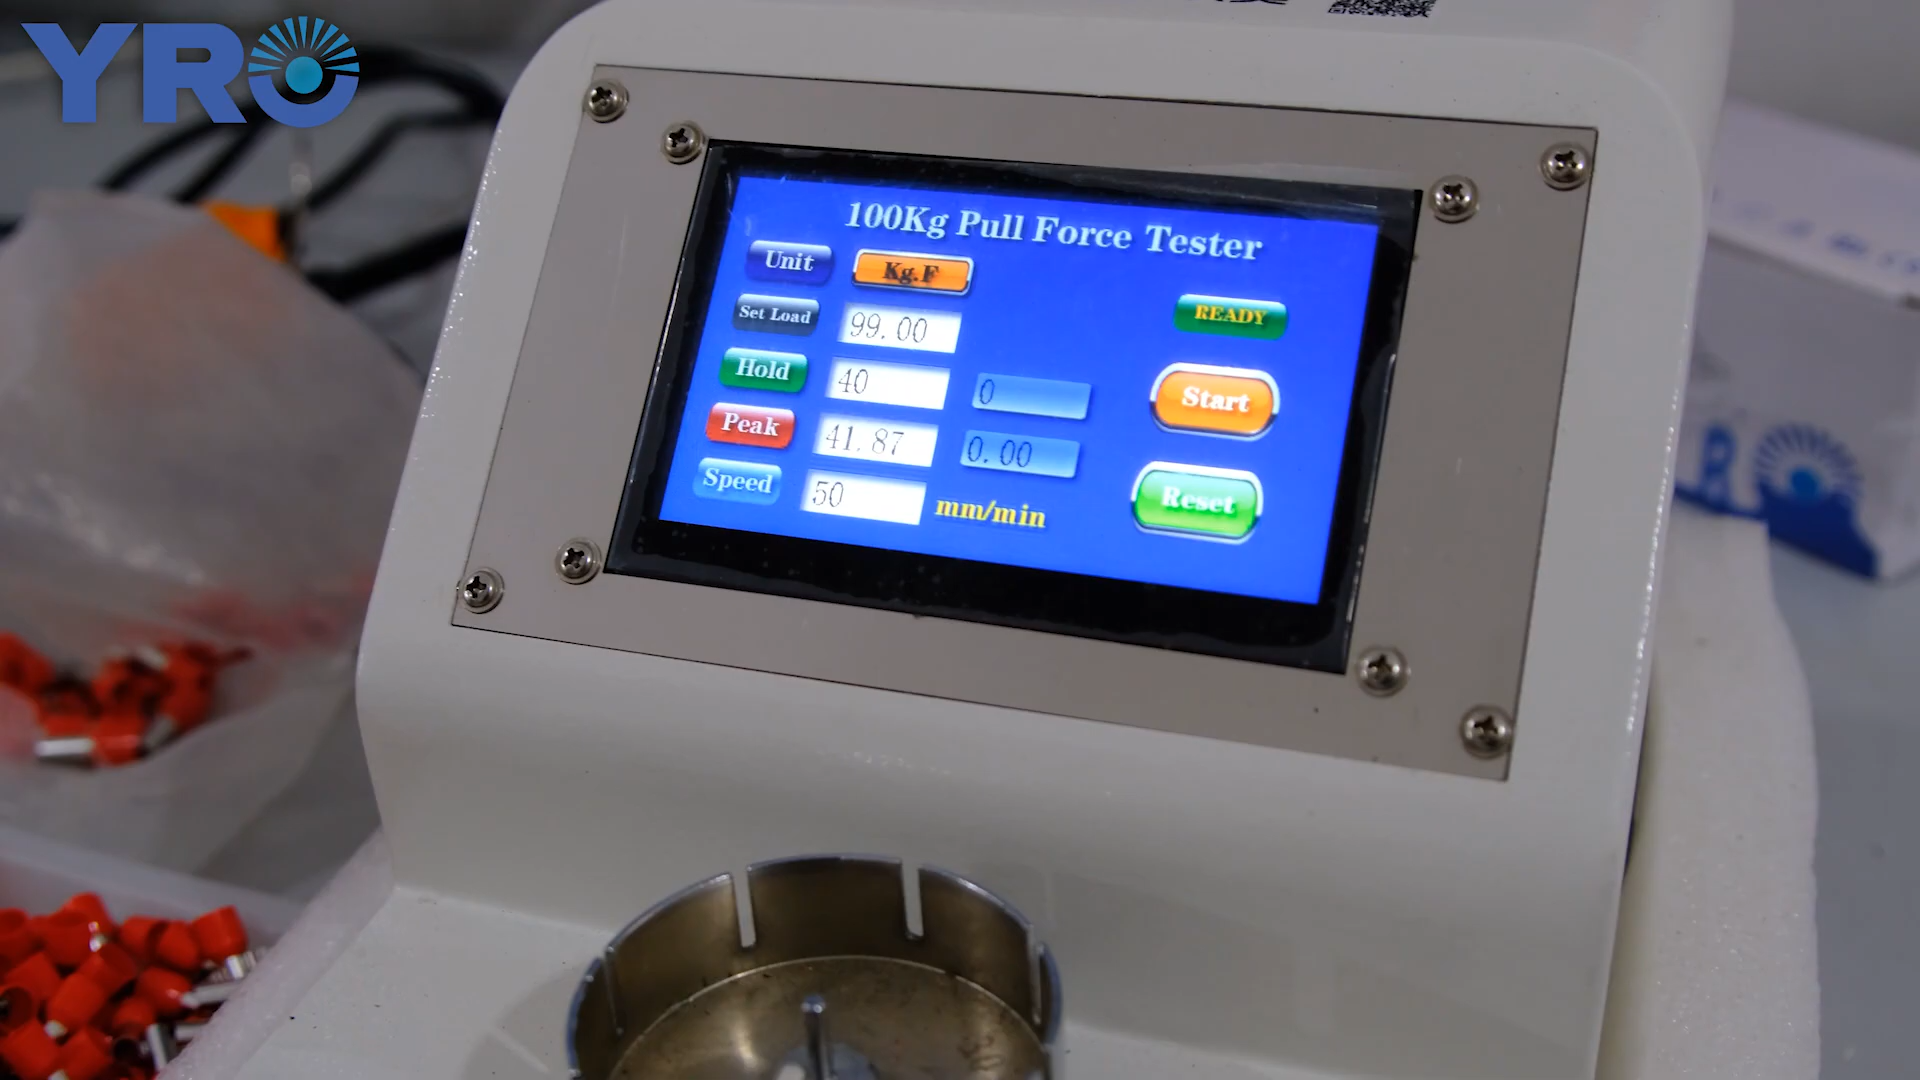 YRO
100Kg Pull Force Tester
Unit Kg.F
Set Load 99.00 READY
Hold 40 0 Start
Peak 41.87 0.00
Speed 50 mm/min Reset